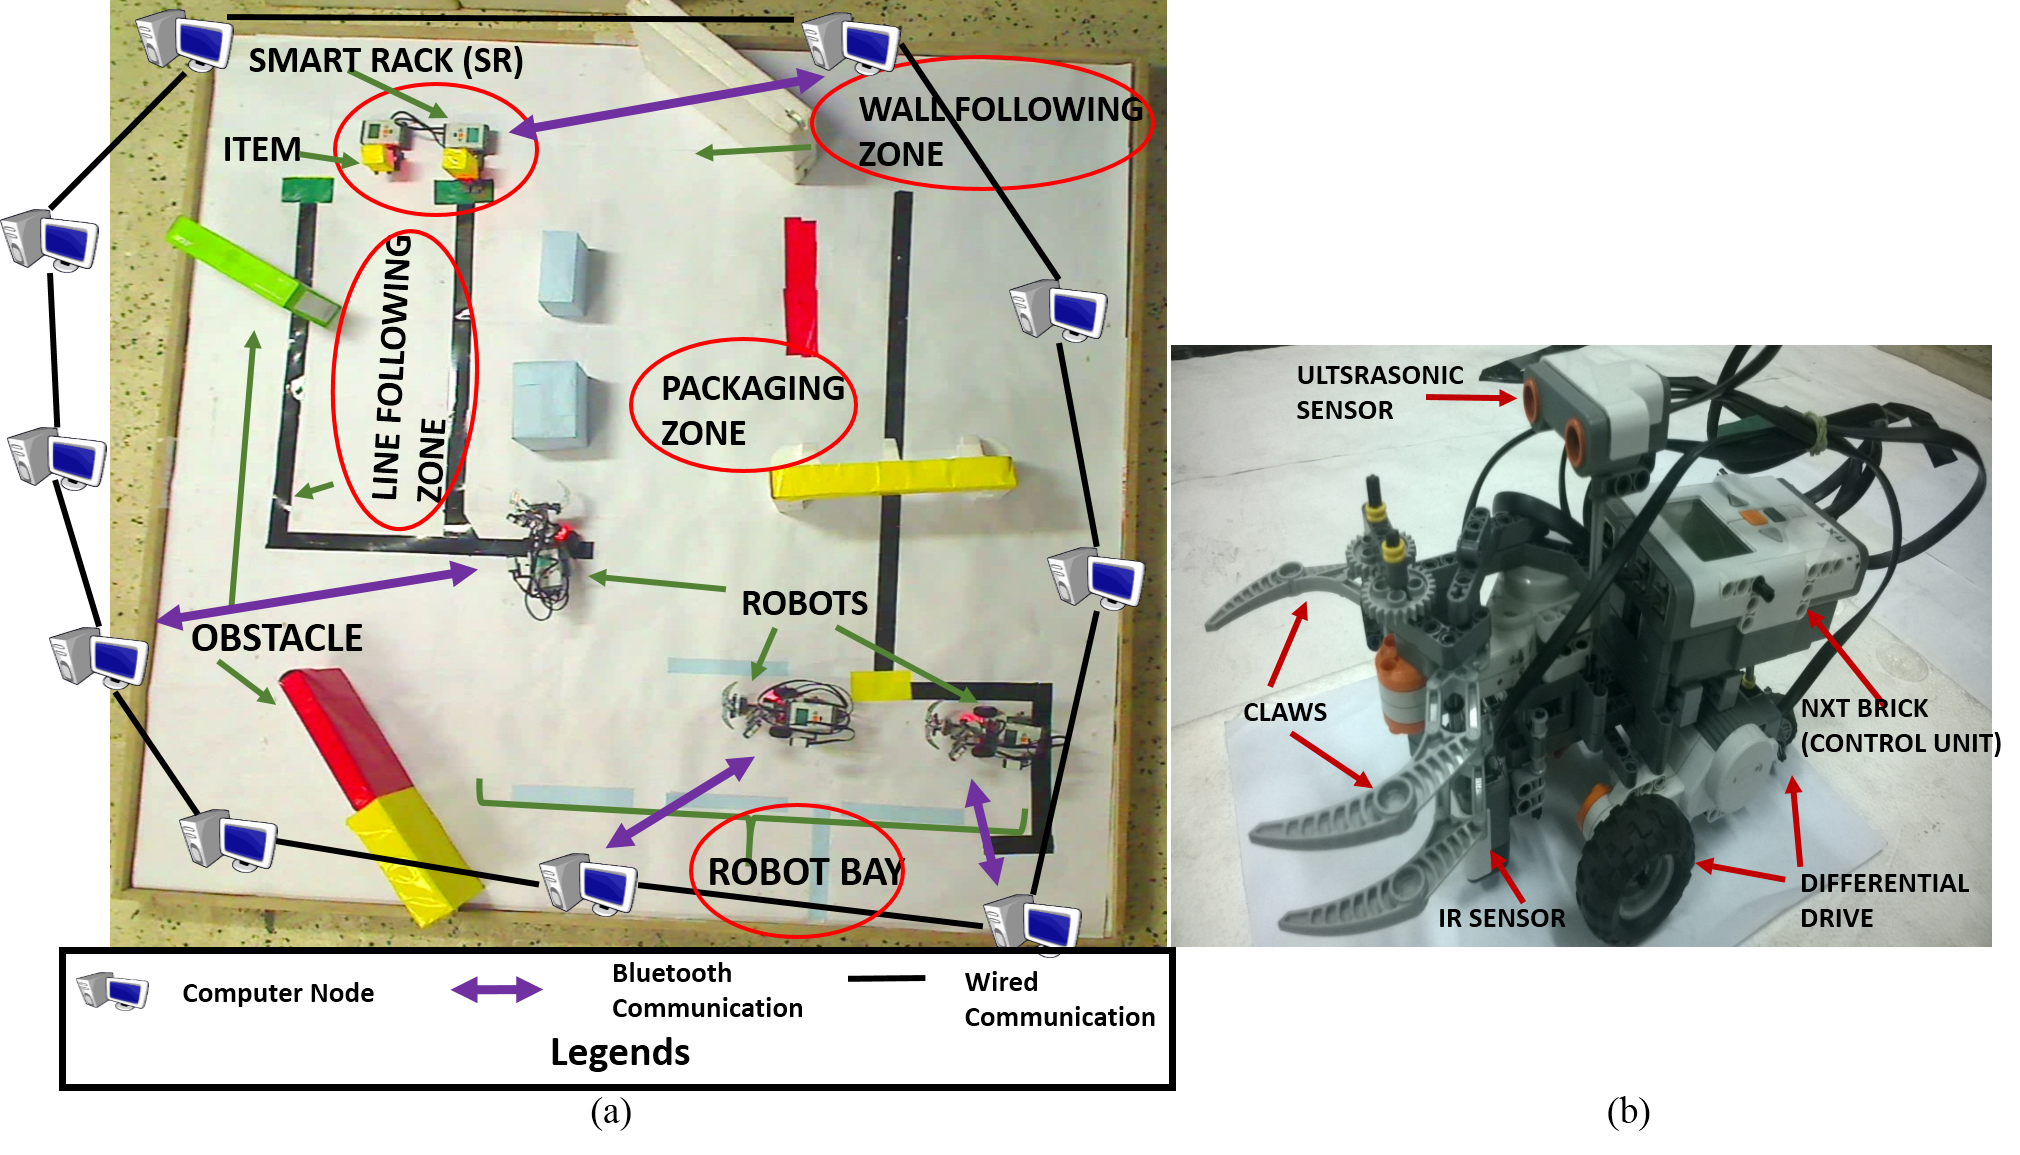 SMART RACK (SR)
ITEM
WALL FOLLOWING
ZONE
LINE FOLLOWING
ZONE
PACKAGING
ZONE
ROBOTS
OBSTACLE
ROBOT BAY
Computer Node
Bluetooth
Communication
Wired
Communication
Legends
(a)
ULTSRASONIC
SENSOR
CLAWS
NXT BRICK
(CONTROL UNIT)
IR SENSOR
DIFFERENTIAL
DRIVE
(b)